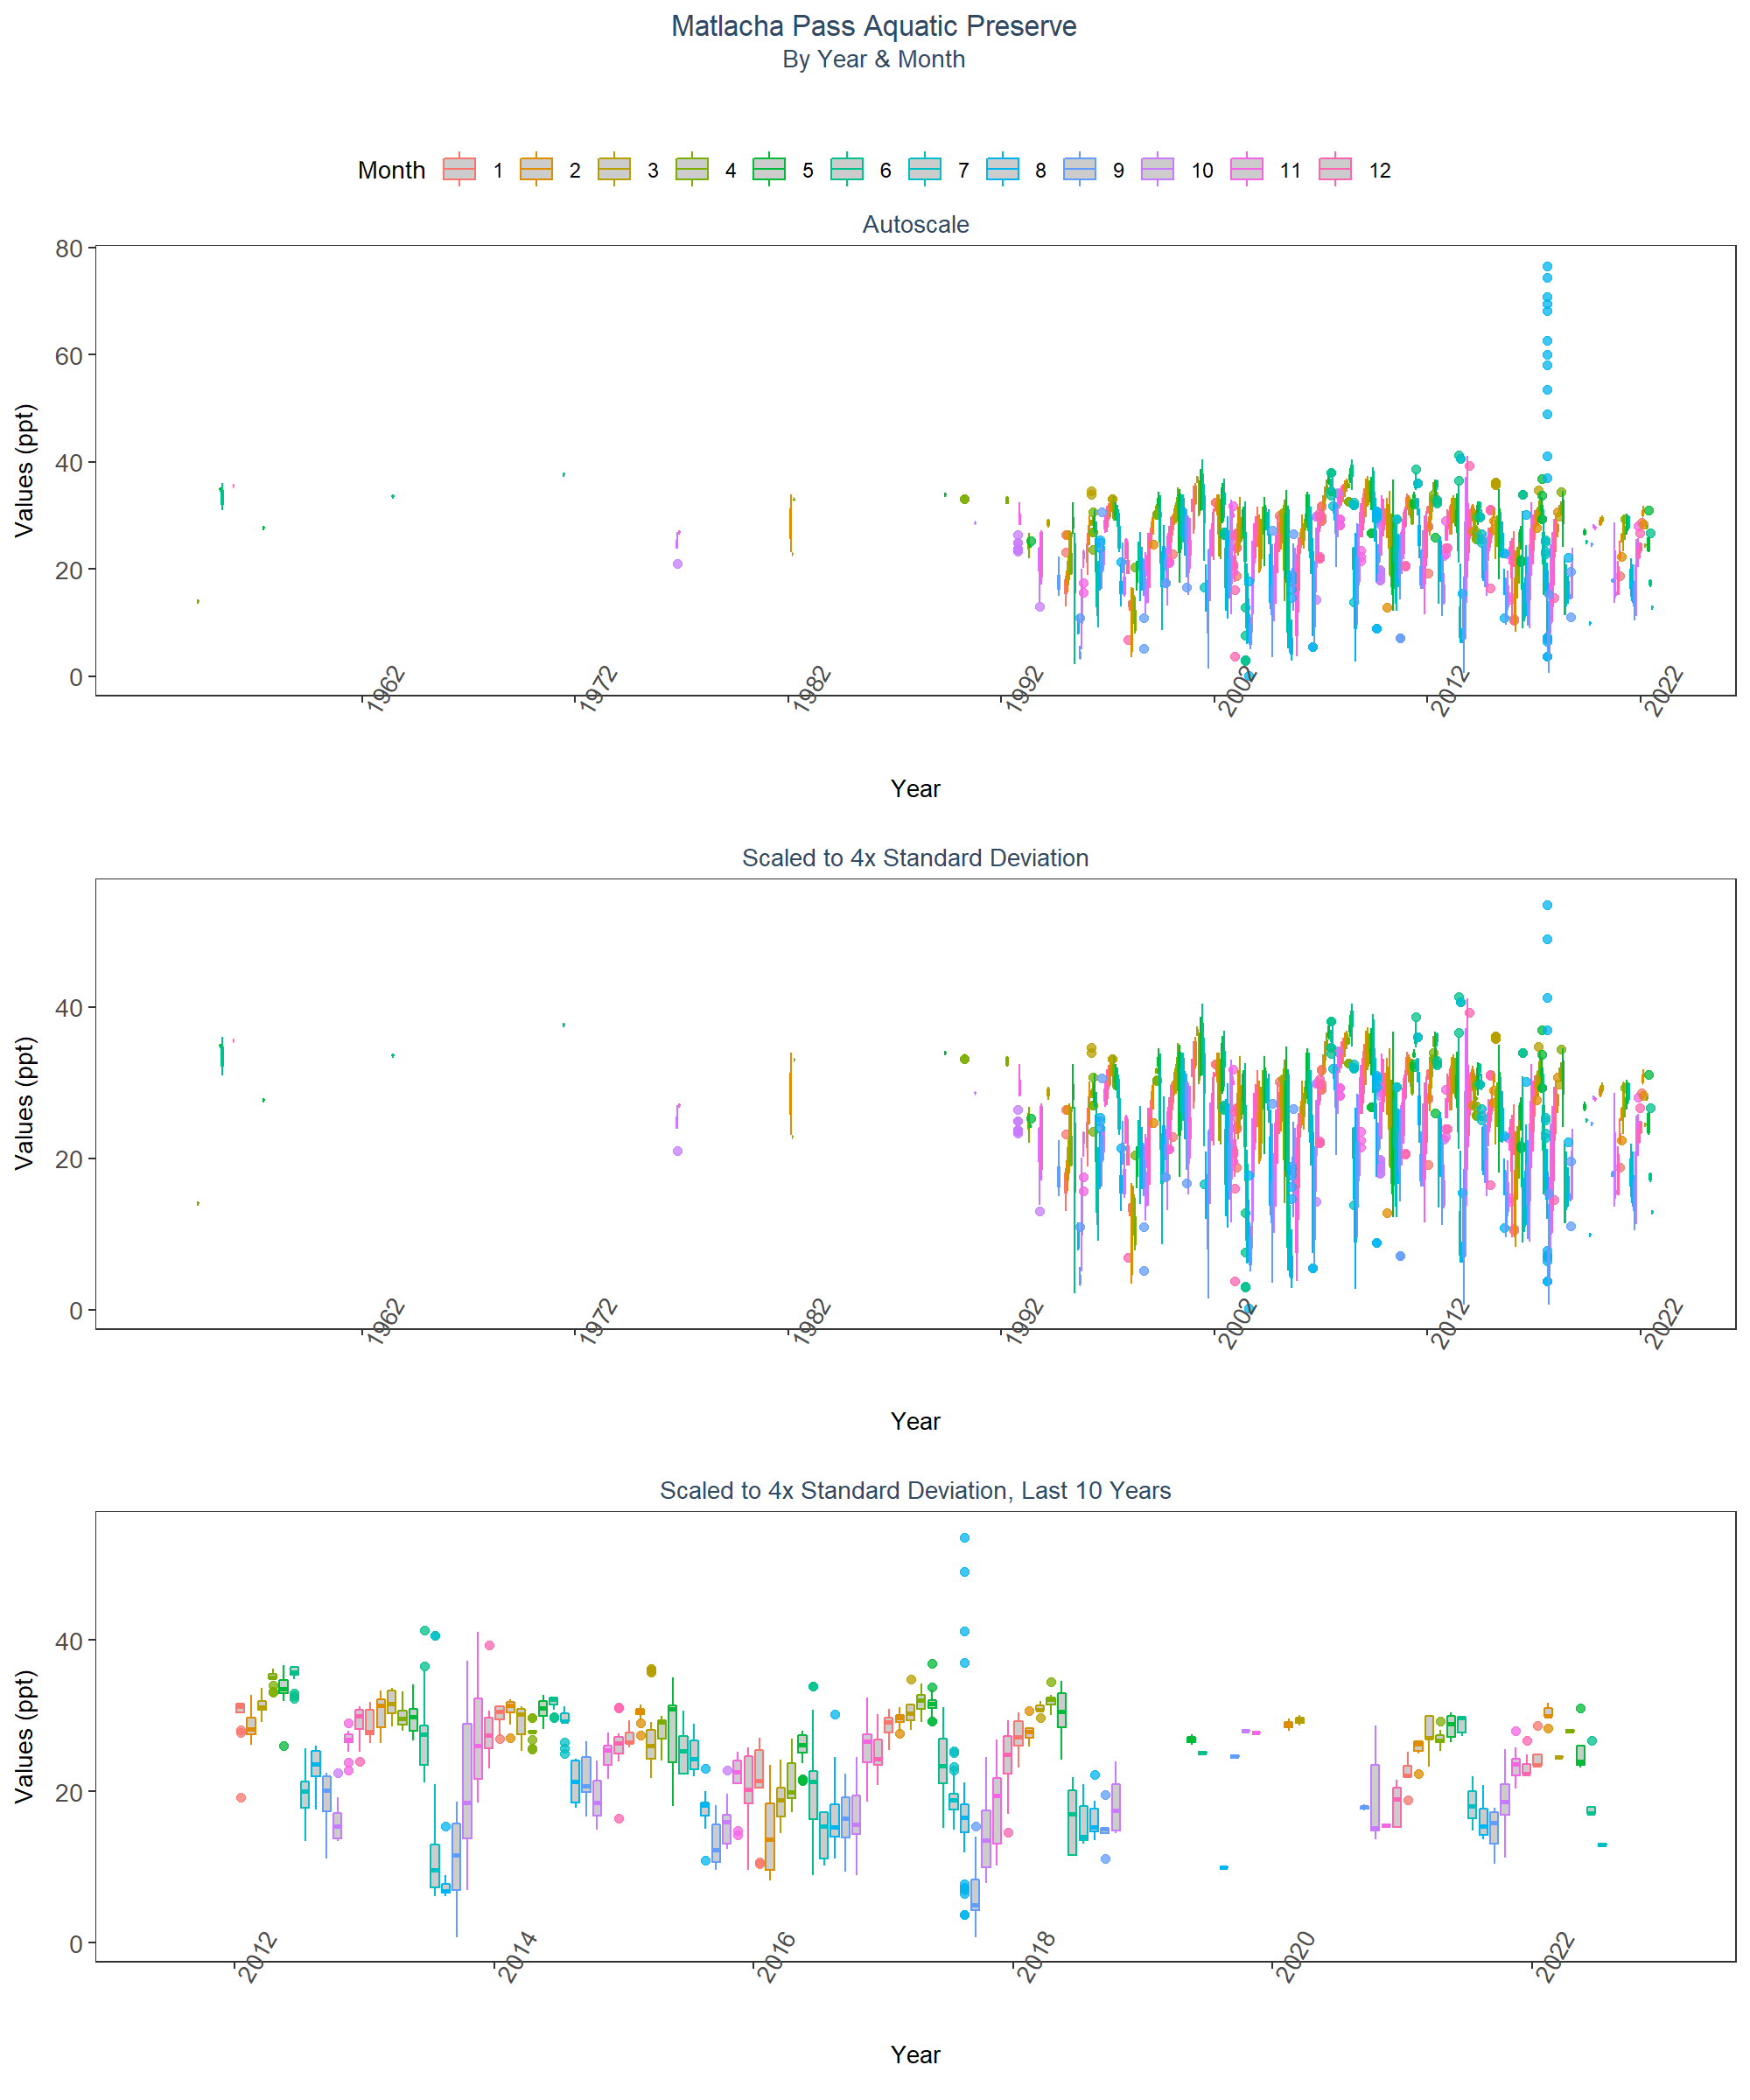 Matlacha Pass Aquatic Preserve
By Year & Month
Month 1 2 3 4 5 6 7 8 9 10 11 12
Autoscale
Values (ppt)
80
60
40
20
0
1962 1972 1982 1992 2002 2012 2022
Year
Scaled to 4x Standard Deviation
Values (ppt)
40
20
0
1962 1972 1982 1992 2002 2012 2022
Year
Scaled to 4x Standard Deviation, Last 10 Years
Values (ppt)
40
20
0
2012 2014 2016 2018 2020 2022
Year